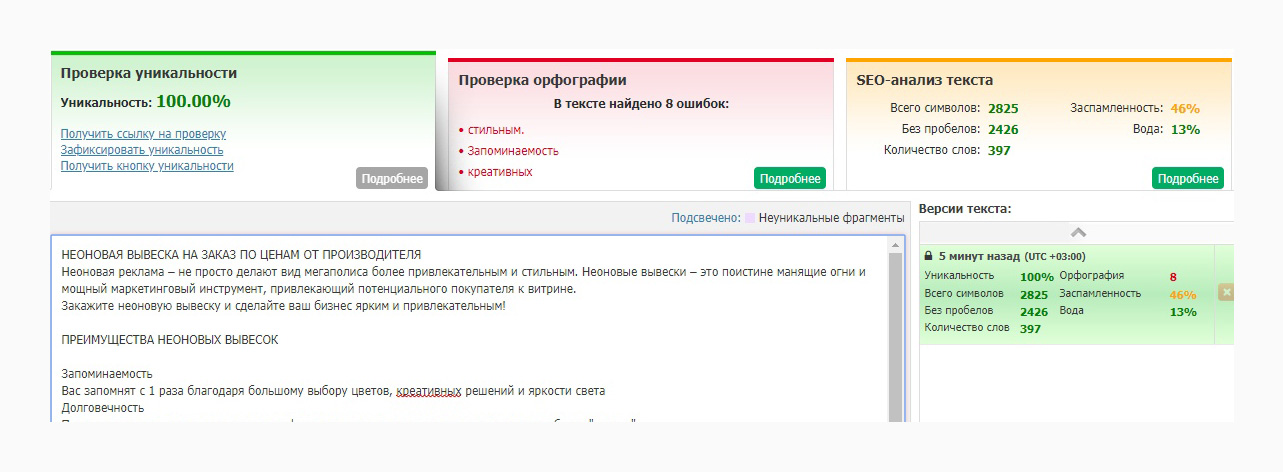 Проверка уникальности
Уникальность: 100.00%
Получить ссылку на проверку
Зафиксировать уникальность
Получить кнопку уникальности
Подробнее
Проверка орфографии
В тексте найдено 8 ошибок:
• стильным.
• Запоминаемость
• креативных
Подробнее
SEO-анализ текста
Всего символов: 2825 Заспамленность: 46%
Без пробелов: 2426 Вода: 13%
Количество слов: 397
Подробнее
Подсвечено: Неуникальные фрагменты
НЕОНОВАЯ ВЫВЕСКА НА ЗАКАЗ ПО ЦЕНАМ ОТ ПРОИЗВОДИТЕЛЯ
Неоновая реклама – не просто делают вид мегаполиса более привлекательным и стильным. Неоновые вывески – это поистине манящие огни и
мощный маркетинговый инструмент, привлекающий потенциального покупателя к витрине.
Закажите неоновую вывеску и сделайте ваш бизнес ярким и привлекательным!
ПРЕИМУЩЕСТВА НЕОНОВЫХ ВЫВЕСОК
Запоминаемость
Вас запомнят с 1 раза благодаря большому выбору цветов, креативных решений и яркости света
Долговечность
Версии текста:
5 минут назад (UTC +03:00)
Уникальность 100% Орфография 8
Всего символов 2825 Заспамленность 46%
Без пробелов 2426 Вода 13%
Количество слов 397